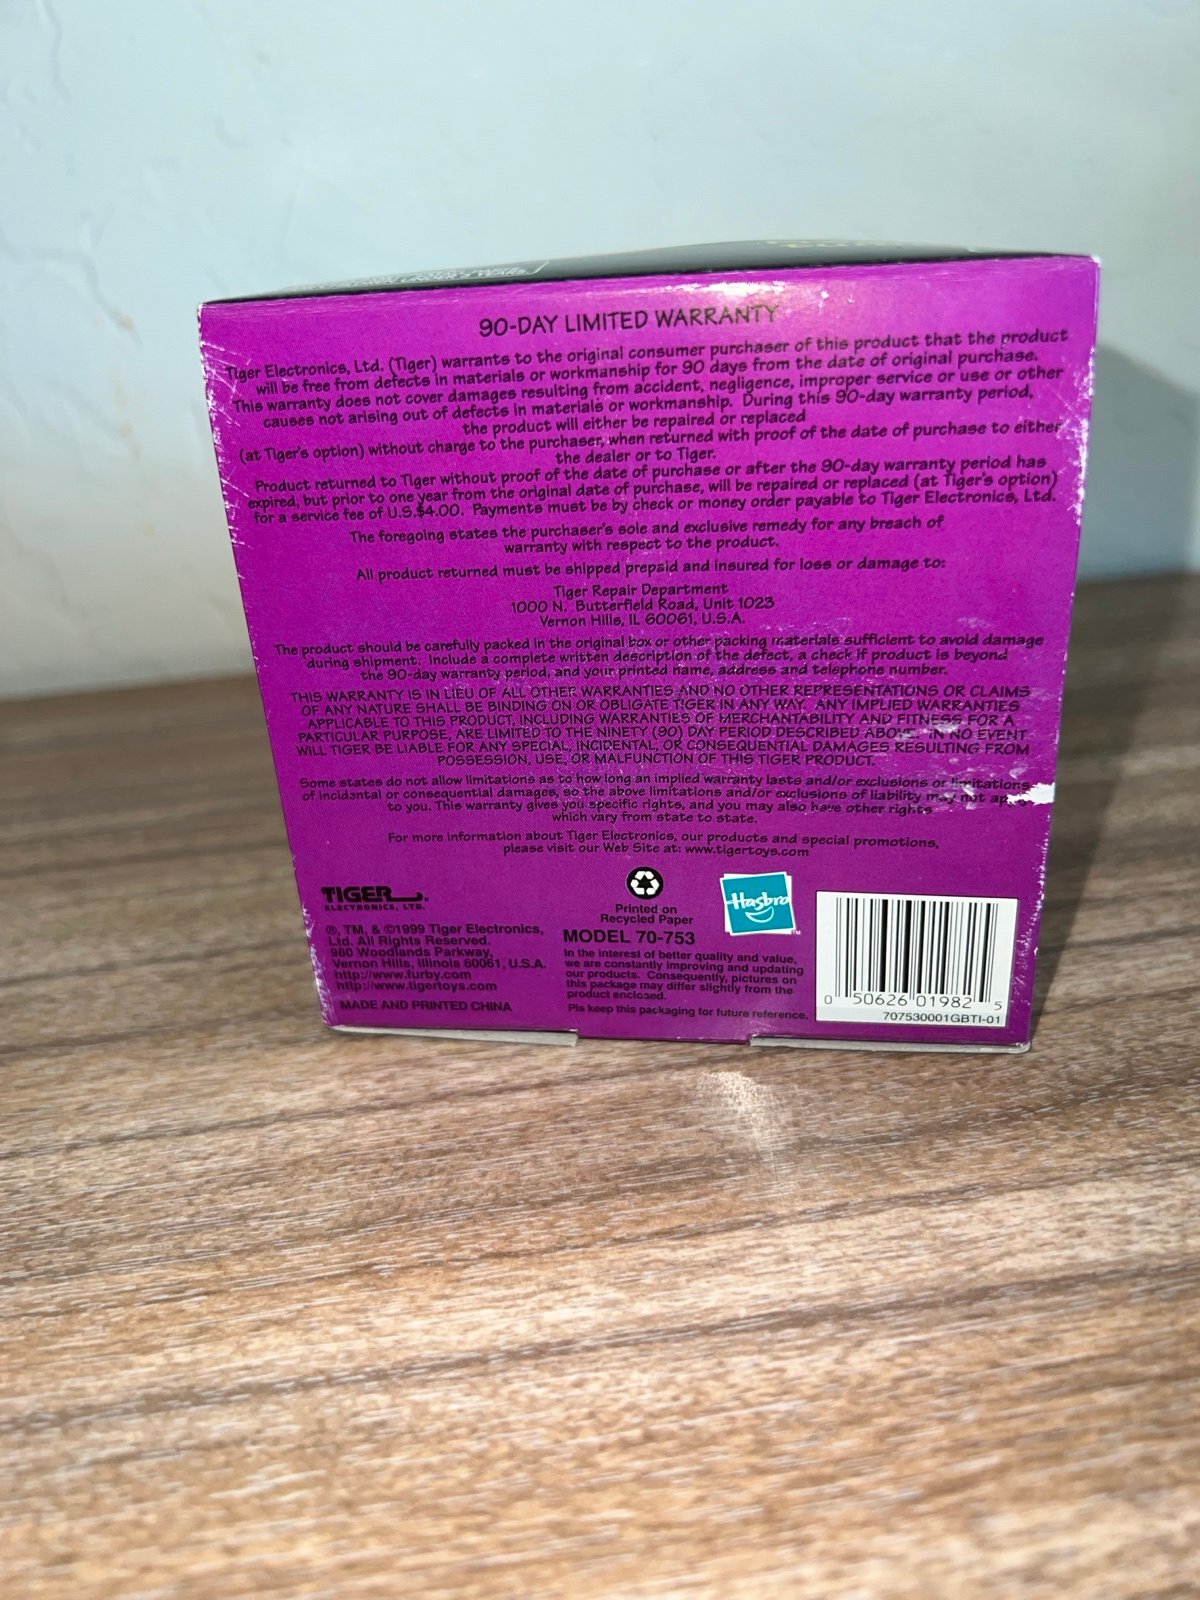 90-DAY LIMITED WARRANTY
Tiger Electronics, Ltd. (Tiger) warrants to the original consumer purchaser of this product that the product
will be free from defects in materials or workmanship for 90 days from the date of original purchase.
This warranty does not cover damages resulting from accident, negligence, improper service or use or other
causes not arising out of defects in materials or workmanship. During this 90-day warranty period,
the product will either be repaired or replaced
(at Tiger's option) without charge to the purchaser, when returned with proof of the date of purchase to either
the dealer or to Tiger.
Product returned to Tiger without proof of the date of purchase or after the 90-day warranty period has
expired, but prior to one year from the original date of purchase, will be repaired or replaced (at Tiger's option)
for a service fee of U.S.$4.00. Payments must be by check or money order payable to Tiger Electronics, Ltd.
The foregoing states the purchaser's sole and exclusive remedy for any breach of
warranty with respect to the product.
All product returned must be shipped prepaid and insured for loss or damage to:
Tiger Repair Department
1000 N. Butterfield Road, Unit 1023
Vernon Hills, IL 60061, U.S.A.
The product should be carefully packed in the original box or other packing materials sufficient to avoid damage
during shipment. Include a complete written description of the defect, a check if product is beyond
the 90-day warranty period, and your printed name, address and telephone number.
THIS WARRANTY IS IN LIEU OF ALL OTHER WARRANTIES AND NO OTHER REPRESENTATIONS OR CLAIMS
OF ANY NATURE SHALL BE BINDING ON OR OBLIGATE TIGER IN ANY WAY. ANY IMPLIED WARRANTIES
APPLICABLE TO THIS PRODUCT, INCLUDING WARRANTIES OF MERCHANTABILITY AND FITNESS FOR A
PARTICULAR PURPOSE, ARE LIMITED TO THE NINETY (90) DAY PERIOD DESCRIBED ABOVE. IN NO EVENT
WILL TIGER BE LIABLE FOR ANY SPECIAL, INCIDENTAL, OR CONSEQUENTIAL DAMAGES RESULTING FROM
POSSESSION, USE, OR MALFUNCTION OF THIS TIGER PRODUCT.
Some states do not allow limitations as to how long an implied warranty lasts and/or exclusions or limitations
of incidental or consequential damages, so the above limitations and/or exclusions of liability may not
to you. This warranty gives you specific rights, and you may also have other rights
which vary from state to state.
For more information about Tiger Electronics, our products and special promotions,
please visit our Web Site at: www.tigertoys.com
TIGER
ELECTRONICS, LTD.
®, TM, & ©1999 Tiger Electronics,
Ltd. All Rights Reserved.
980 Woodlands Parkway,
Vernon Hills, Illinois 60061, U.S.A.
http://www.furby.com
http://www.tigertoys.com
MADE AND PRINTED CHINA
Printed on
Recycled Paper
MODEL 70-753
In the interest of better quality and value,
we are constantly improving and updating
our products. Consequently, pictures on
this package may differ slightly from the
product enclosed.
Pls keep this packaging for future reference.
Hasbro
TM
0 50626 01982 5
707530001GBTI-01